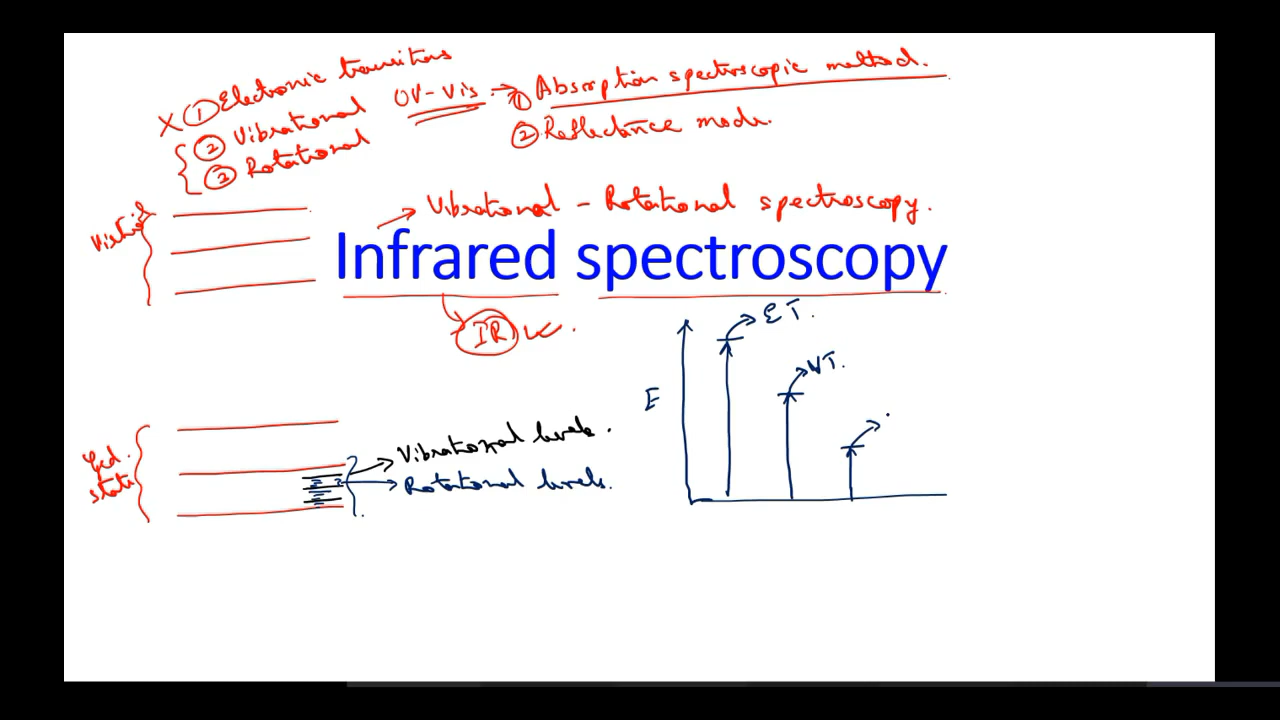 X ① Electronic transitions
② Vibrational
③ Rotational
UV-Vis → ① Absorption spectroscopic method.
② Reflectance mode.
→ Vibrational - Rotational spectroscopy.
Infrared spectroscopy
IR
E T.
VT.
E
Vibrational levels.
Rotational levels.
Gd. state